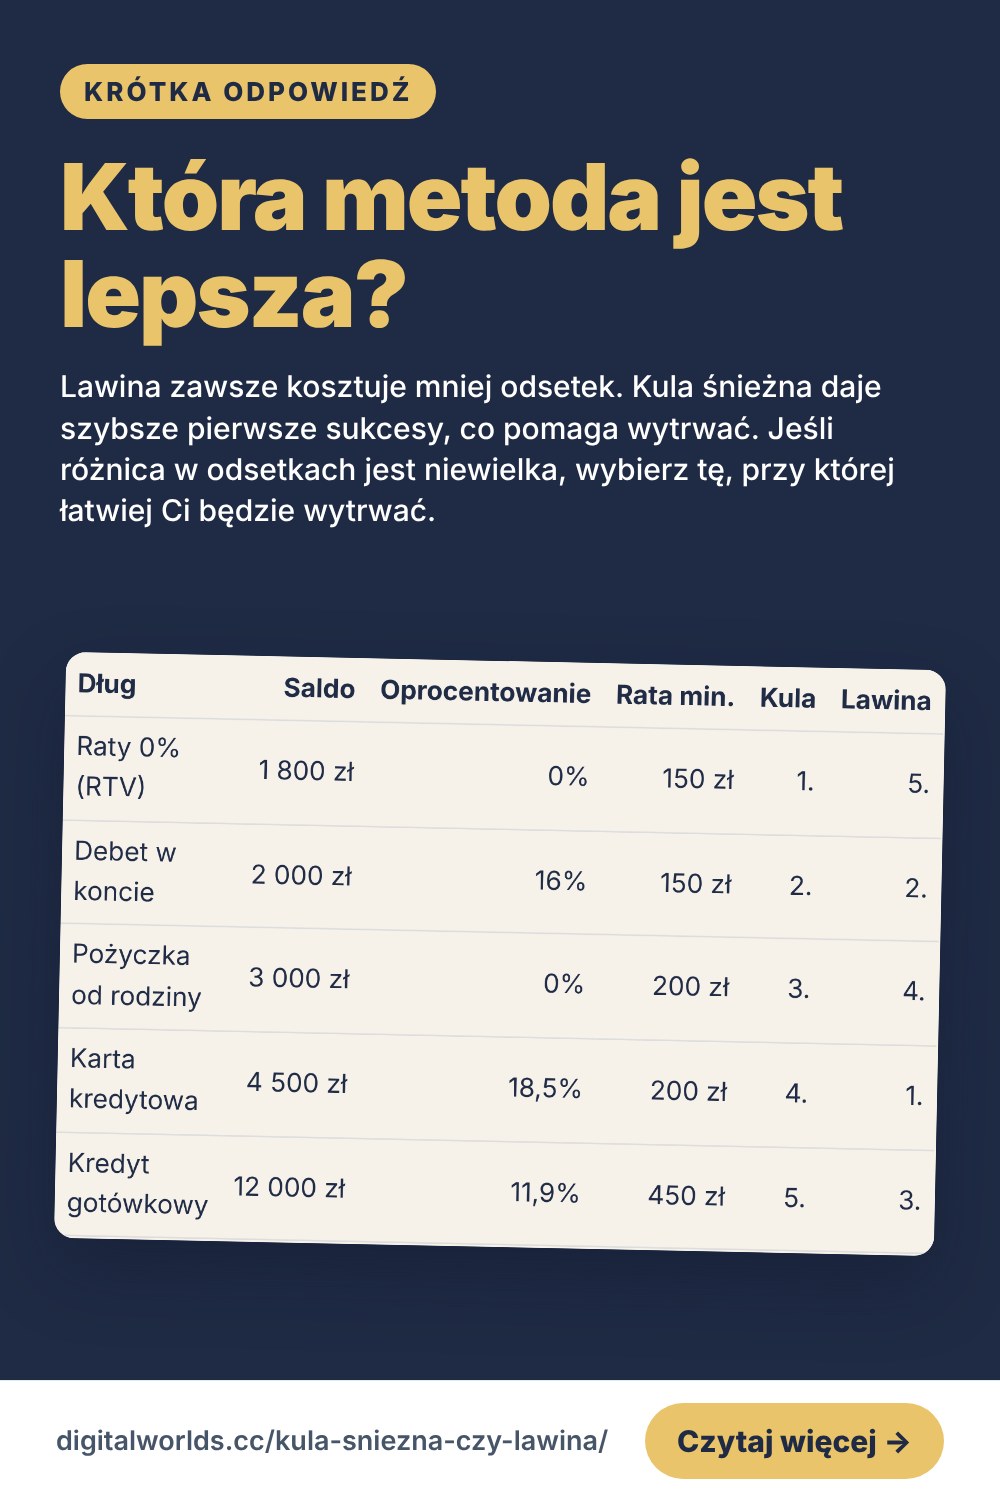 KRÓTKA ODPOWIEDŹ
Która metoda jest
lepsza?
Lawina zawsze kosztuje mniej odsetek. Kula śnieżna daje
szybsze pierwsze sukcesy, co pomaga wytrwać. Jeśli
różnica w odsetkach jest niewielka, wybierz tę, przy której
łatwiej Ci będzie wytrwać.
Dług Saldo Oprocentowanie Rata min. Kula Lawina
Raty 0%
(RTV) 1 800 zł 0% 150 zł 1. 5.
Debet w
koncie 2 000 zł 16% 150 zł 2. 2.
Pożyczka
od rodziny 3 000 zł 0% 200 zł 3. 4.
Karta
kredytowa 4 500 zł 18,5% 200 zł 4. 1.
Kredyt
gotówkowy 12 000 zł 11,9% 450 zł 5. 3.
digitalworlds.cc/kula-sniezna-czy-lawina/
Czytaj więcej →